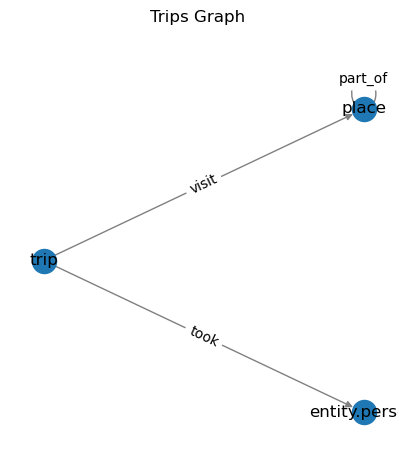 Trips Graph
part_of
place
visit
trip
took
entity.pers